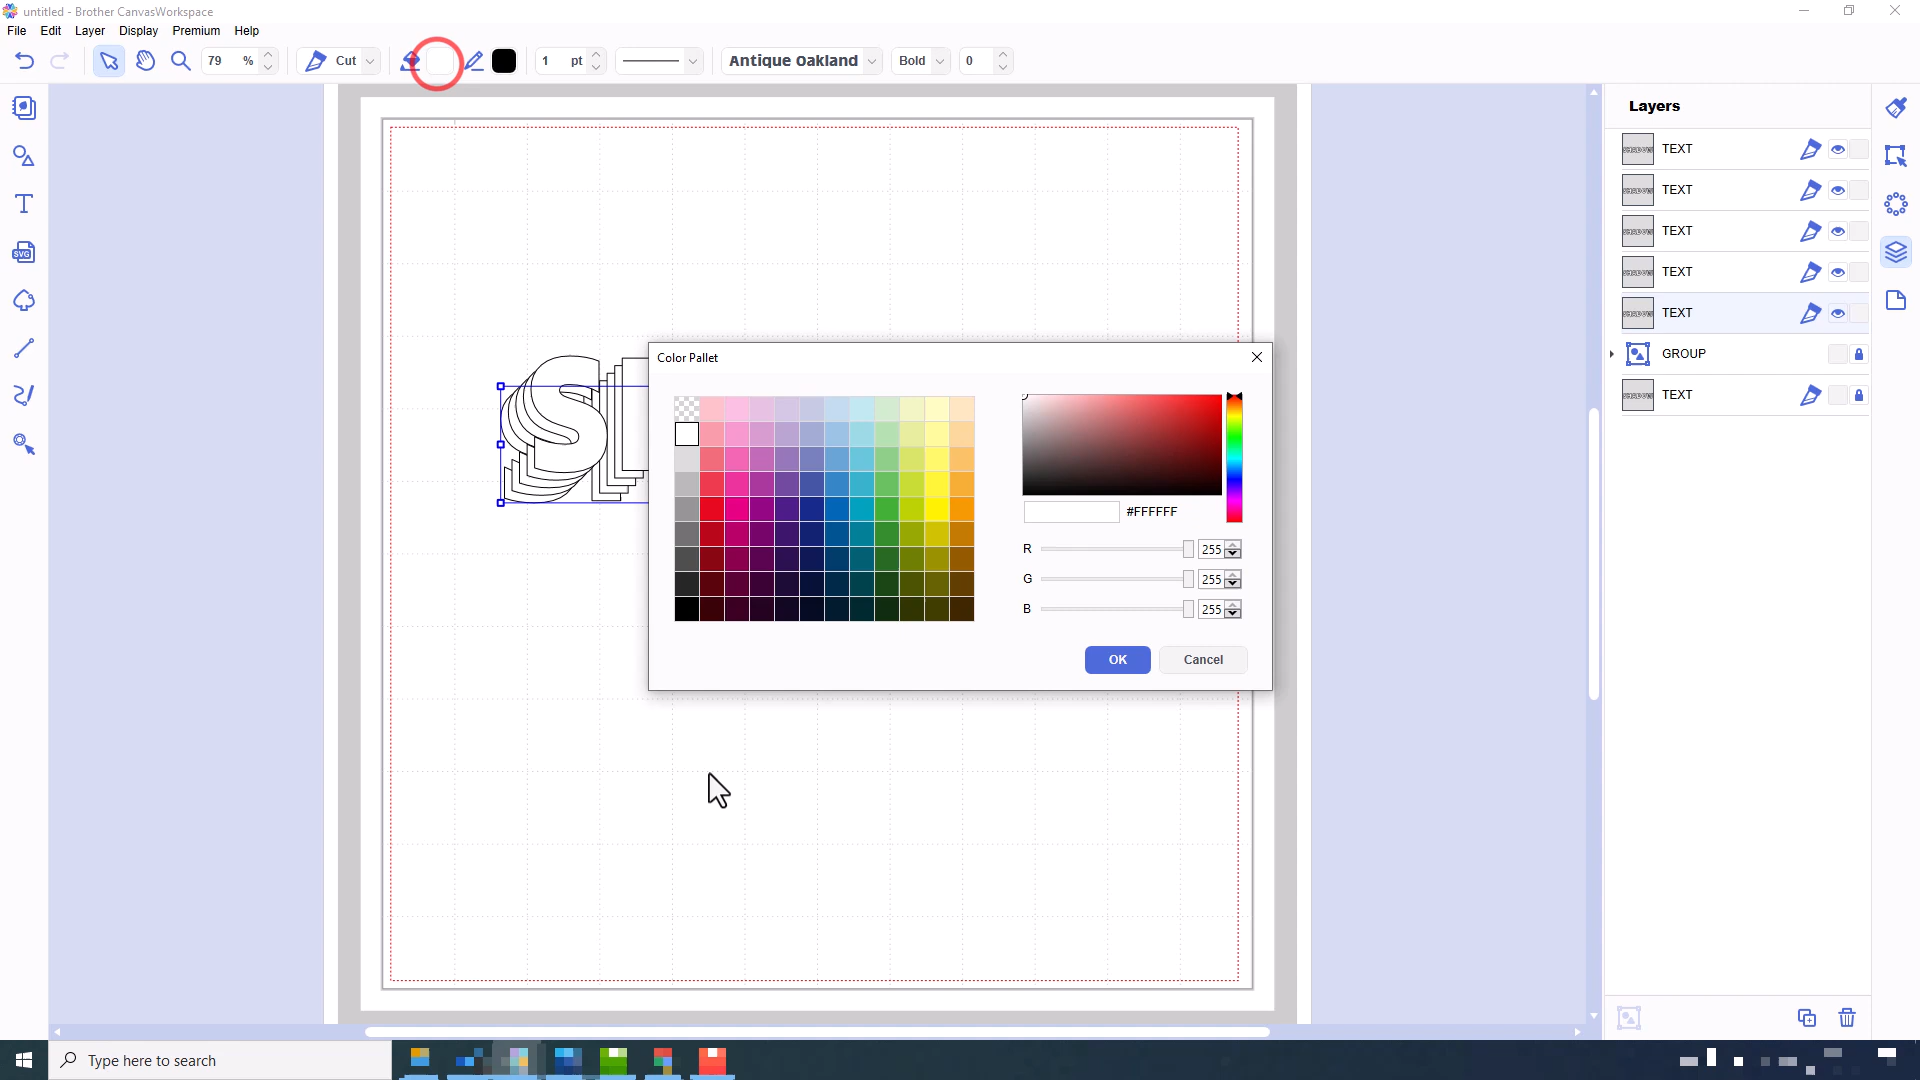 untitled - Brother CanvasWorkspace
File Edit Layer Display Premium Help
79 % Cut 1 pt Antique Oakland Bold 0
Layers
TEXT
TEXT
TEXT
TEXT
TEXT
GROUP
TEXT
SVG
S
Color Pallet
#FFFFFF
R 255
G 255
B 255
OK Cancel
Type here to search